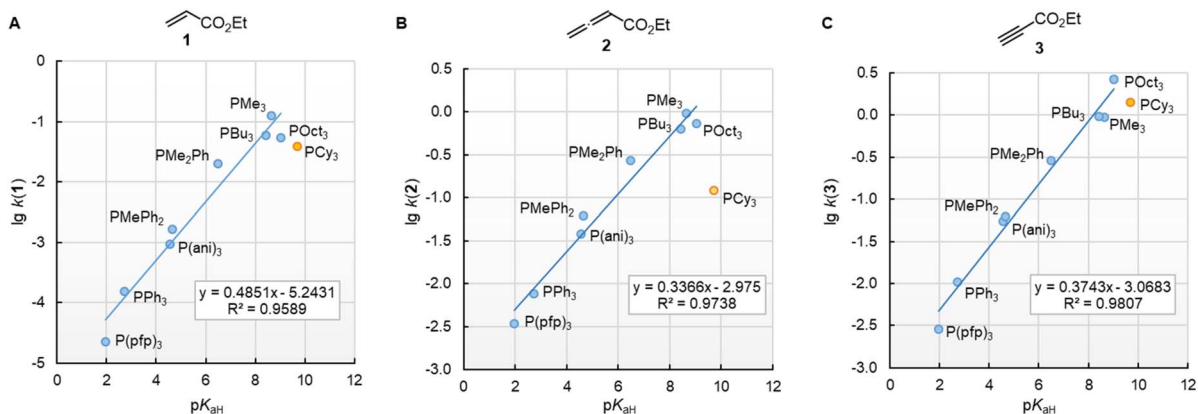 A
CO₂Et
1
0
-1
-2
-3
-4
-5
lg k(1)
PMe₃
PBu₃
POct₃
PCy₃
PMe₂Ph
PMePh₂
P(ani)₃
PPh₃
P(pfp)₃
y = 0.4851x - 5.2431
R² = 0.9589
0 2 4 6 8 10 12
pKaH
B
CO₂Et
2
0.5
0.0
-0.5
-1.0
-1.5
-2.0
-2.5
-3.0
lg k(2)
PMe₃
PBu₃
POct₃
PMe₂Ph
PCy₃
PMePh₂
P(ani)₃
PPh₃
P(pfp)₃
y = 0.3366x - 2.975
R² = 0.9738
0 2 4 6 8 10 12
pKaH
C
CO₂Et
3
0.5
0.0
-0.5
-1.0
-1.5
-2.0
-2.5
-3.0
lg k(3)
POct₃
PCy₃
PBu₃
PMe₃
PMe₂Ph
PMePh₂
P(ani)₃
PPh₃
P(pfp)₃
y = 0.3743x - 3.0683
R² = 0.9807
0 2 4 6 8 10 12
pKaH